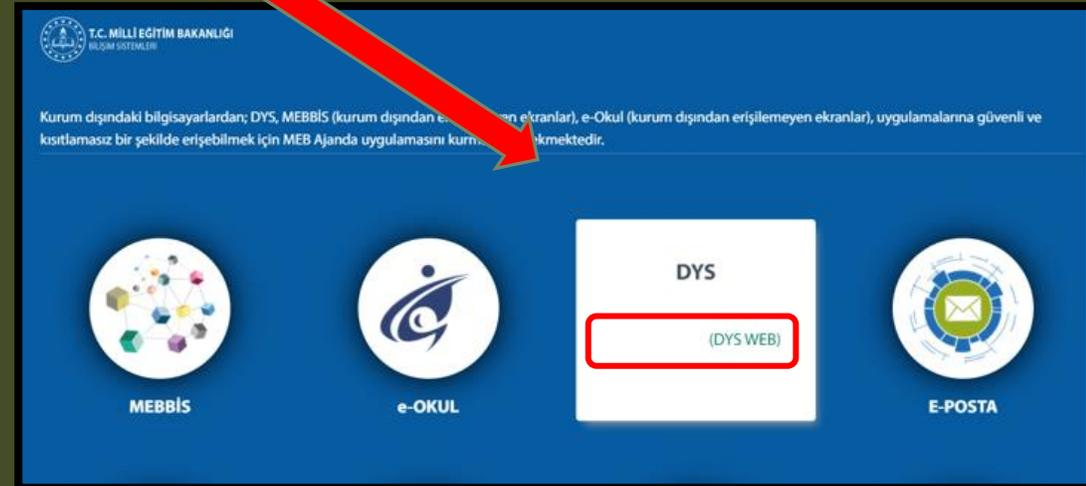 T.C. MİLLÎ EĞİTİM BAKANLIĞI
BİLİŞİM SİSTEMLERİ
Kurum dışındaki bilgisayarlardan; DYS, MEBBİS (kurum dışından en ekranlar), e-Okul (kurum dışından erişilemeyen ekranlar), uygulamalarına güvenli ve
kısıtlamasız bir şekilde erişebilmek için MEB Ajanda uygulamasını
DYS
(DYS WEB)
MEBBİS
e-OKUL
E-POSTA